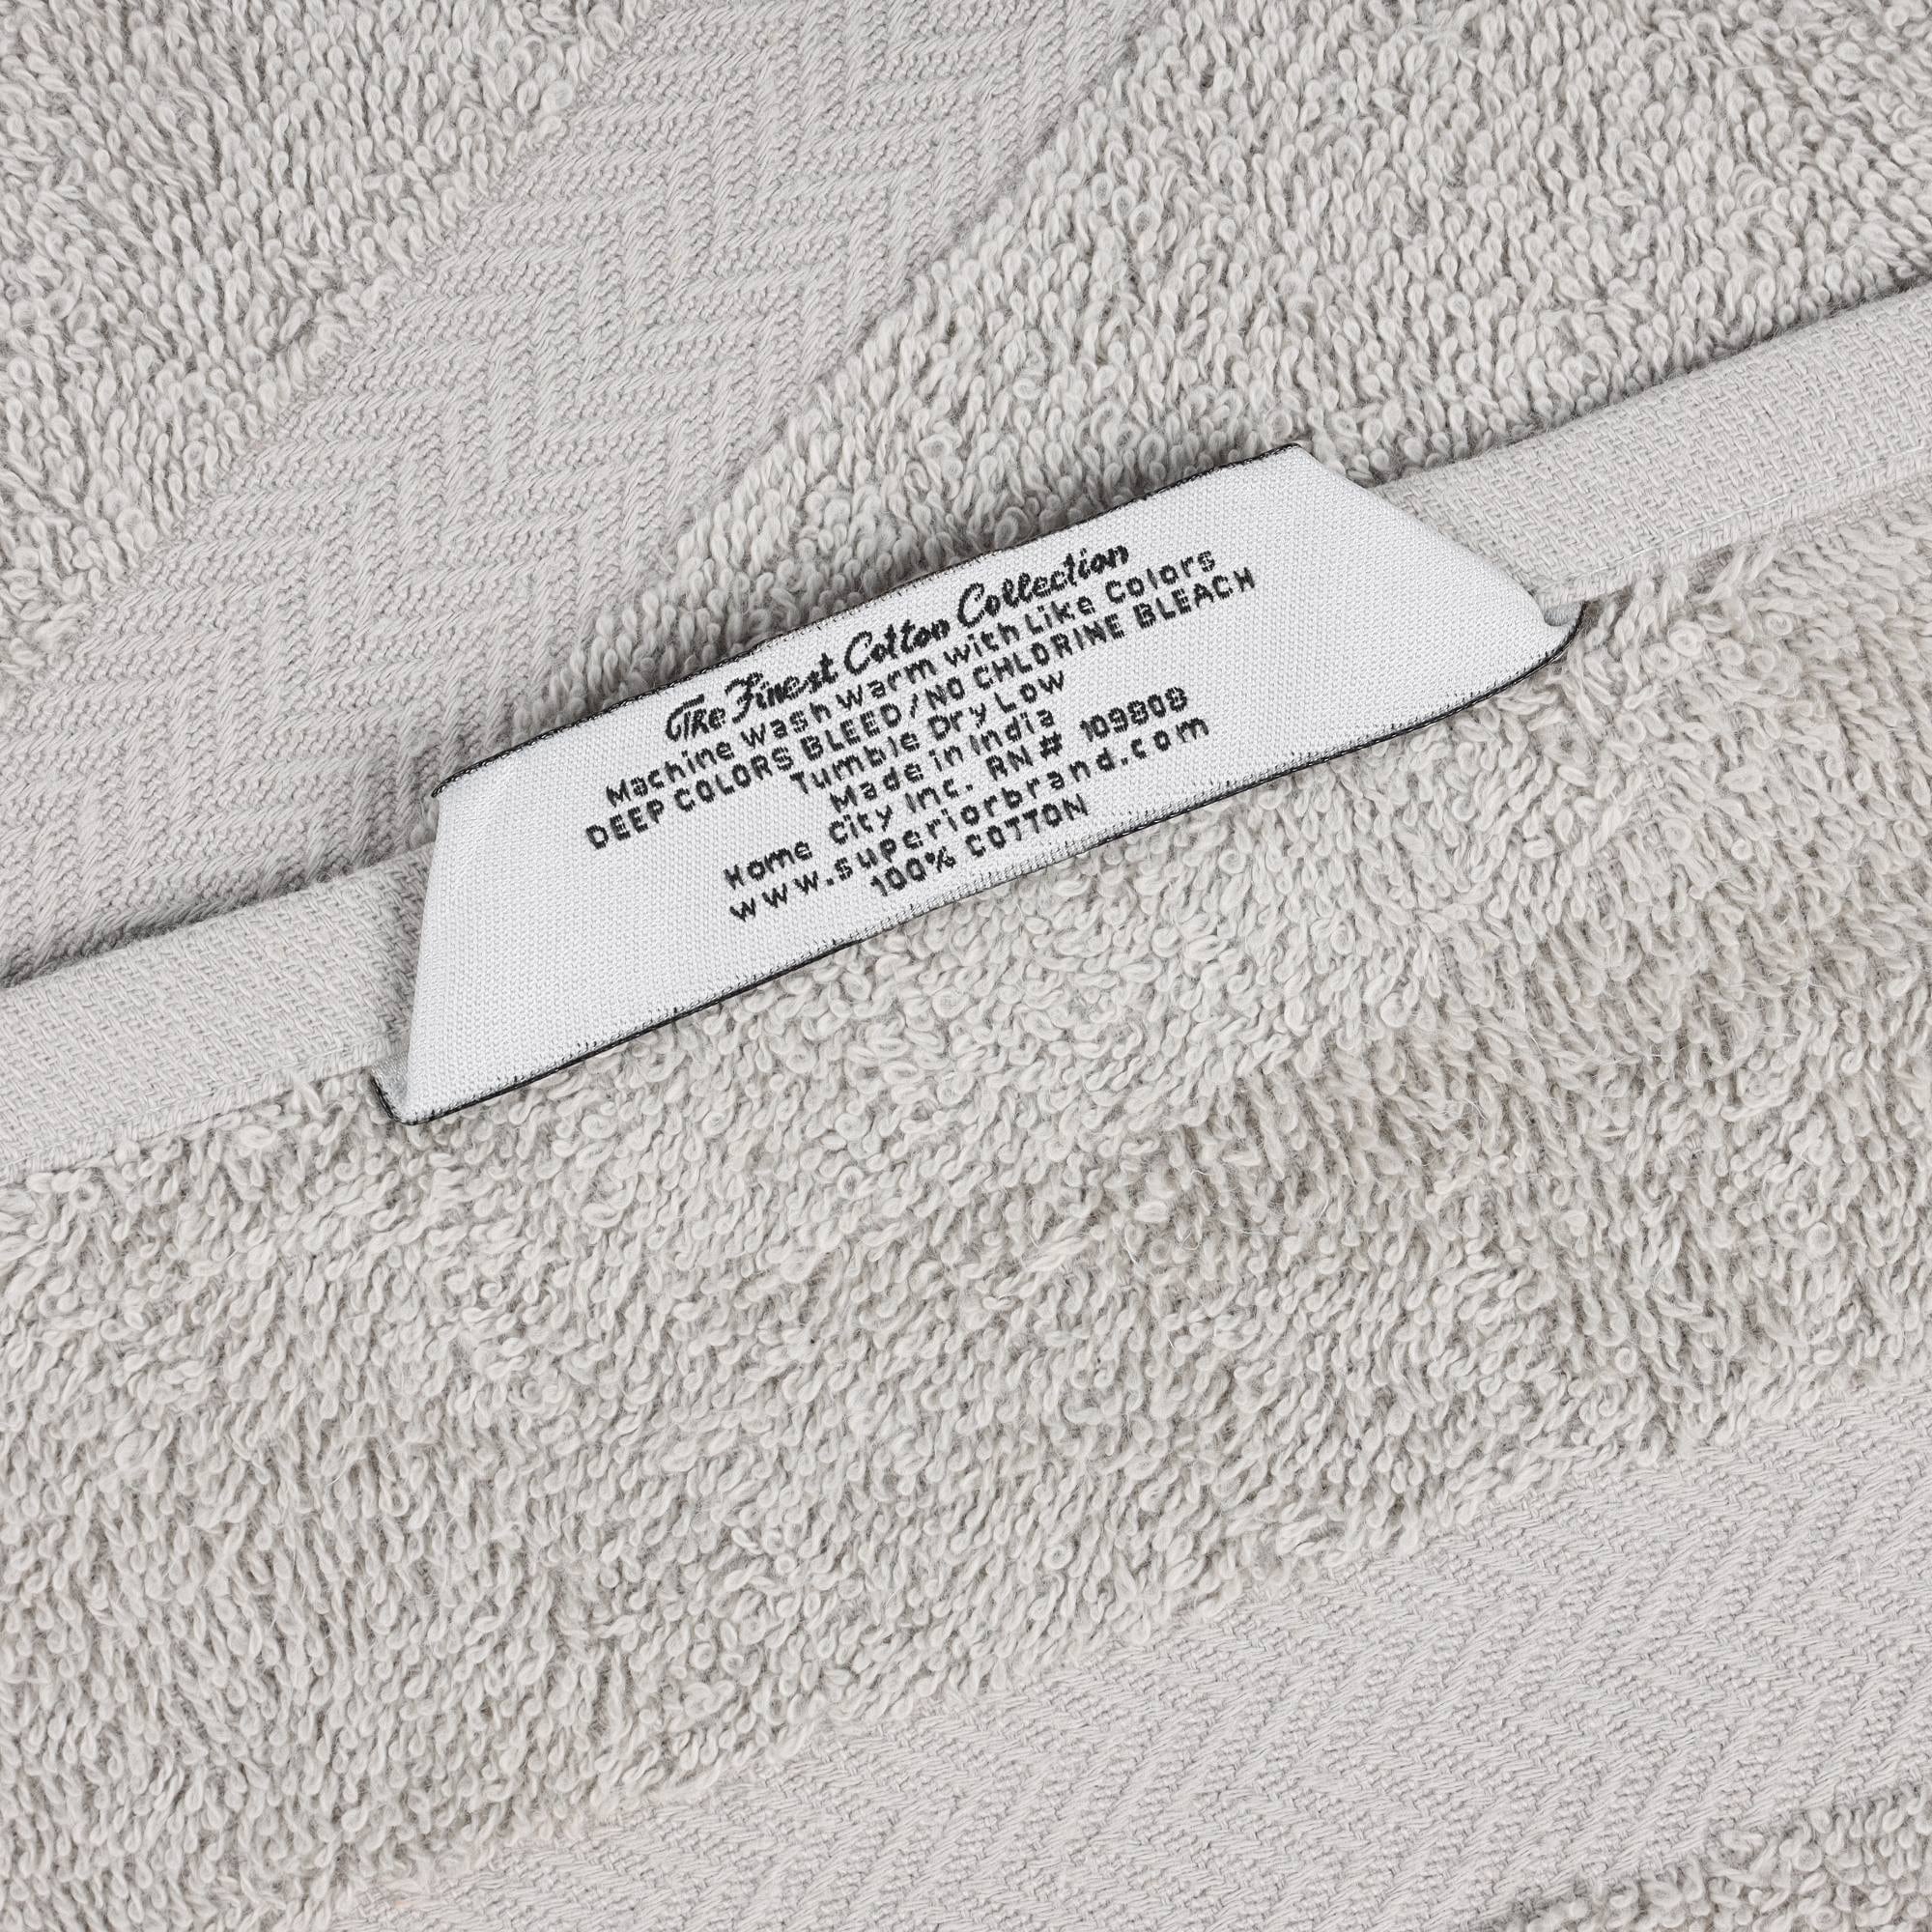 The Finest Cotton Collection
Machine Wash Warm with Like Colors
DEEP COLORS BLEED/NO CHLORINE BLEACH
Tumble Dry Low
Made in India
Home City Inc. RN# 109808
www.superiorbrand.com
100% COTTON